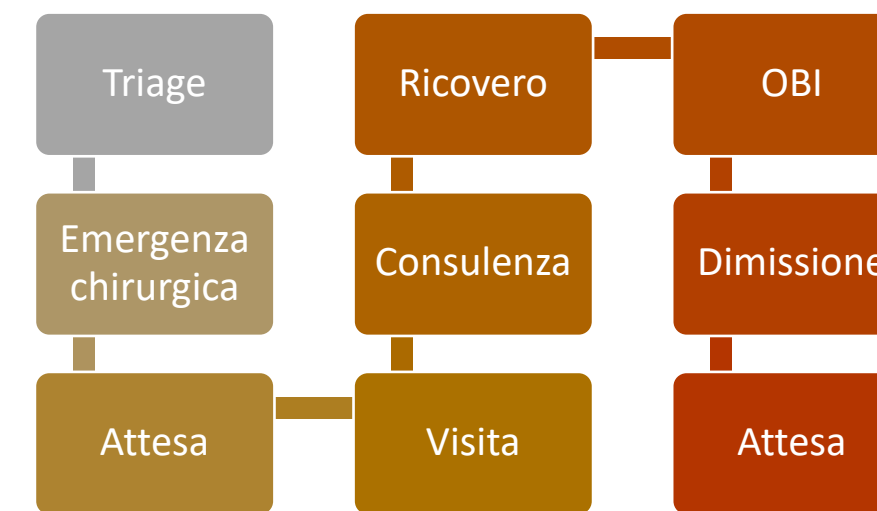 Triage
Emergenza
chirurgica
Attesa
Visita
Consulenza
Ricovero
OBI
Dimissione
Attesa